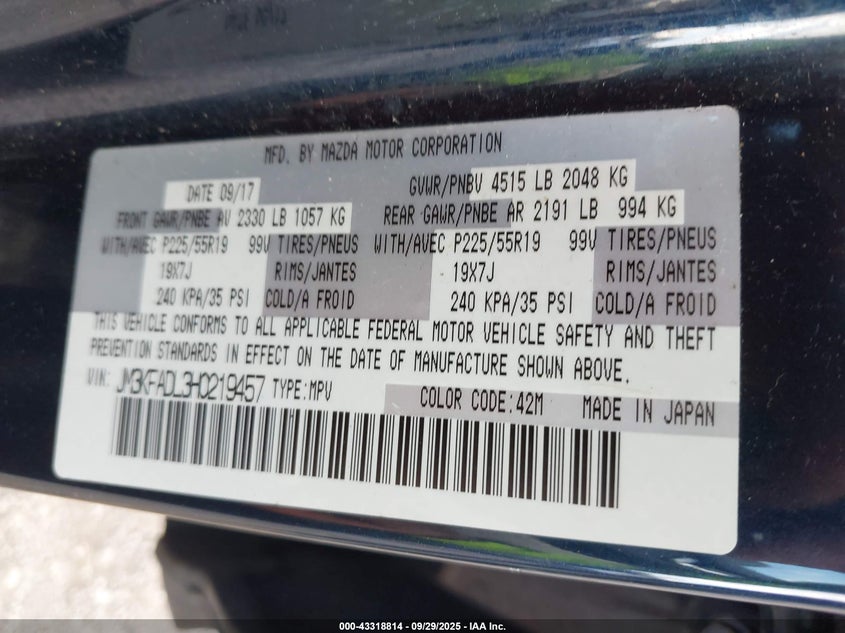 MFD. BY MAZDA MOTOR CORPORATION
DATE 09/17 GVWR/PNBV 4515 LB 2048 KG
FRONT GAWR/PNBE AV 2330 LB 1057 KG REAR GAWR/PNBE AR 2191 LB 994 KG
WITH/AVEC P225/55R19 99V TIRES/PNEUS WITH/AVEC P225/55R19 99V TIRES/PNEUS
19X7J RIMS/JANTES 19X7J RIMS/JANTES
240 KPA/35 PSI COLD/A FROID 240 KPA/35 PSI COLD/A FROID
THIS VEHICLE CONFORMS TO ALL APPLICABLE FEDERAL MOTOR VEHICLE SAFETY AND THEFT
PREVENTION STANDARDS IN EFFECT ON THE DATE OF MANUFACTURE SHOWN ABOVE.
VIN: JM3KFADL3H0219457 TYPE:MPV COLOR CODE:42M MADE IN JAPAN
000-43318814 - 09/29/2025 - IAA Inc.